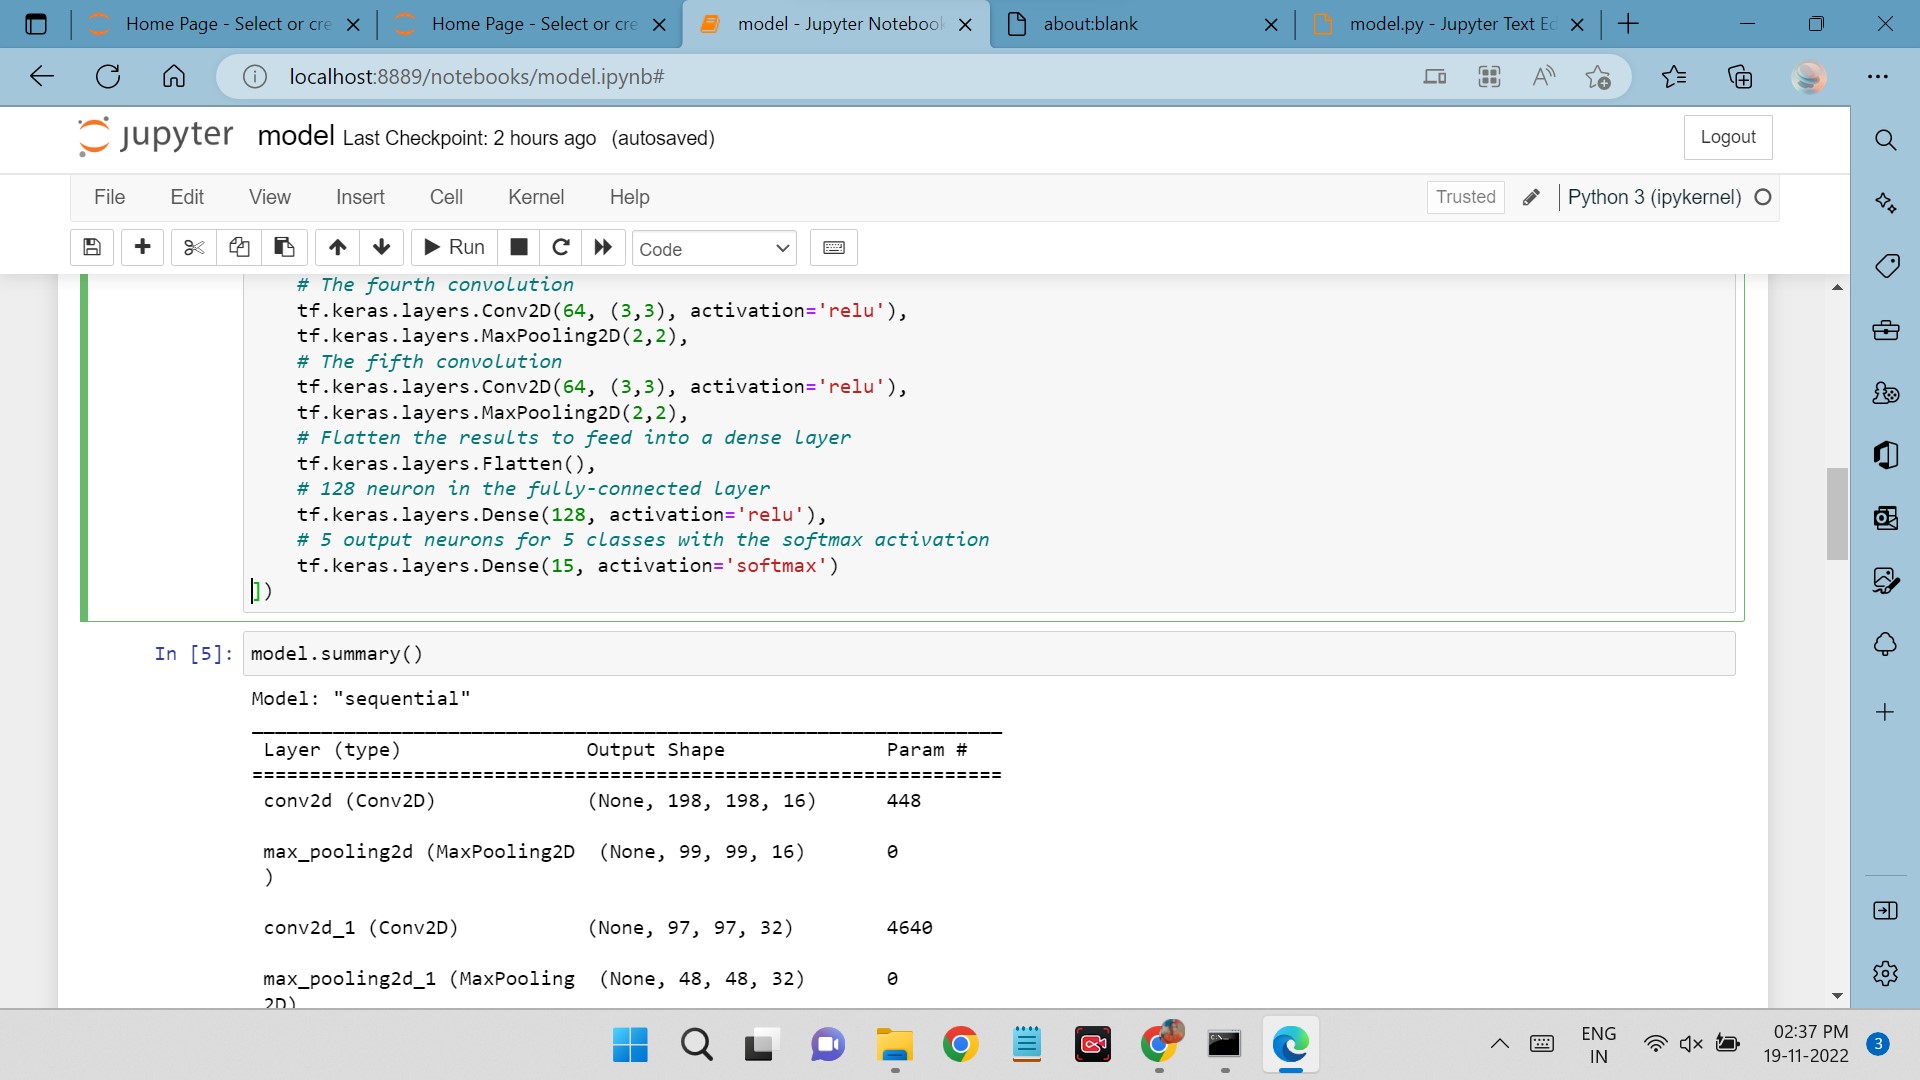 Home Page - Select or cre
Home Page - Select or cre
model - Jupyter Notebook
about:blank
model.py - Jupyter Text Ed
localhost:8889/notebooks/model.ipynb#
jupyter model Last Checkpoint: 2 hours ago (autosaved)
Logout
File Edit View Insert Cell Kernel Help
Trusted
Python 3 (ipykernel)
Run
Code
# The fourth convolution
tf.keras.layers.Conv2D(64, (3,3), activation='relu'),
tf.keras.layers.MaxPooling2D(2,2),
# The fifth convolution
tf.keras.layers.Conv2D(64, (3,3), activation='relu'),
tf.keras.layers.MaxPooling2D(2,2),
# Flatten the results to feed into a dense layer
tf.keras.layers.Flatten(),
# 128 neuron in the fully-connected layer
tf.keras.layers.Dense(128, activation='relu'),
# 5 output neurons for 5 classes with the softmax activation
tf.keras.layers.Dense(15, activation='softmax')
])
In [5]: model.summary()
Model: "sequential"
Layer (type) Output Shape Param #
=================================================================
conv2d (Conv2D) (None, 198, 198, 16) 448
max_pooling2d (MaxPooling2D (None, 99, 99, 16) 0
)
conv2d_1 (Conv2D) (None, 97, 97, 32) 4640
max_pooling2d_1 (MaxPooling (None, 48, 48, 32) 0
2D)
ENG
IN
02:37 PM
19-11-2022
3